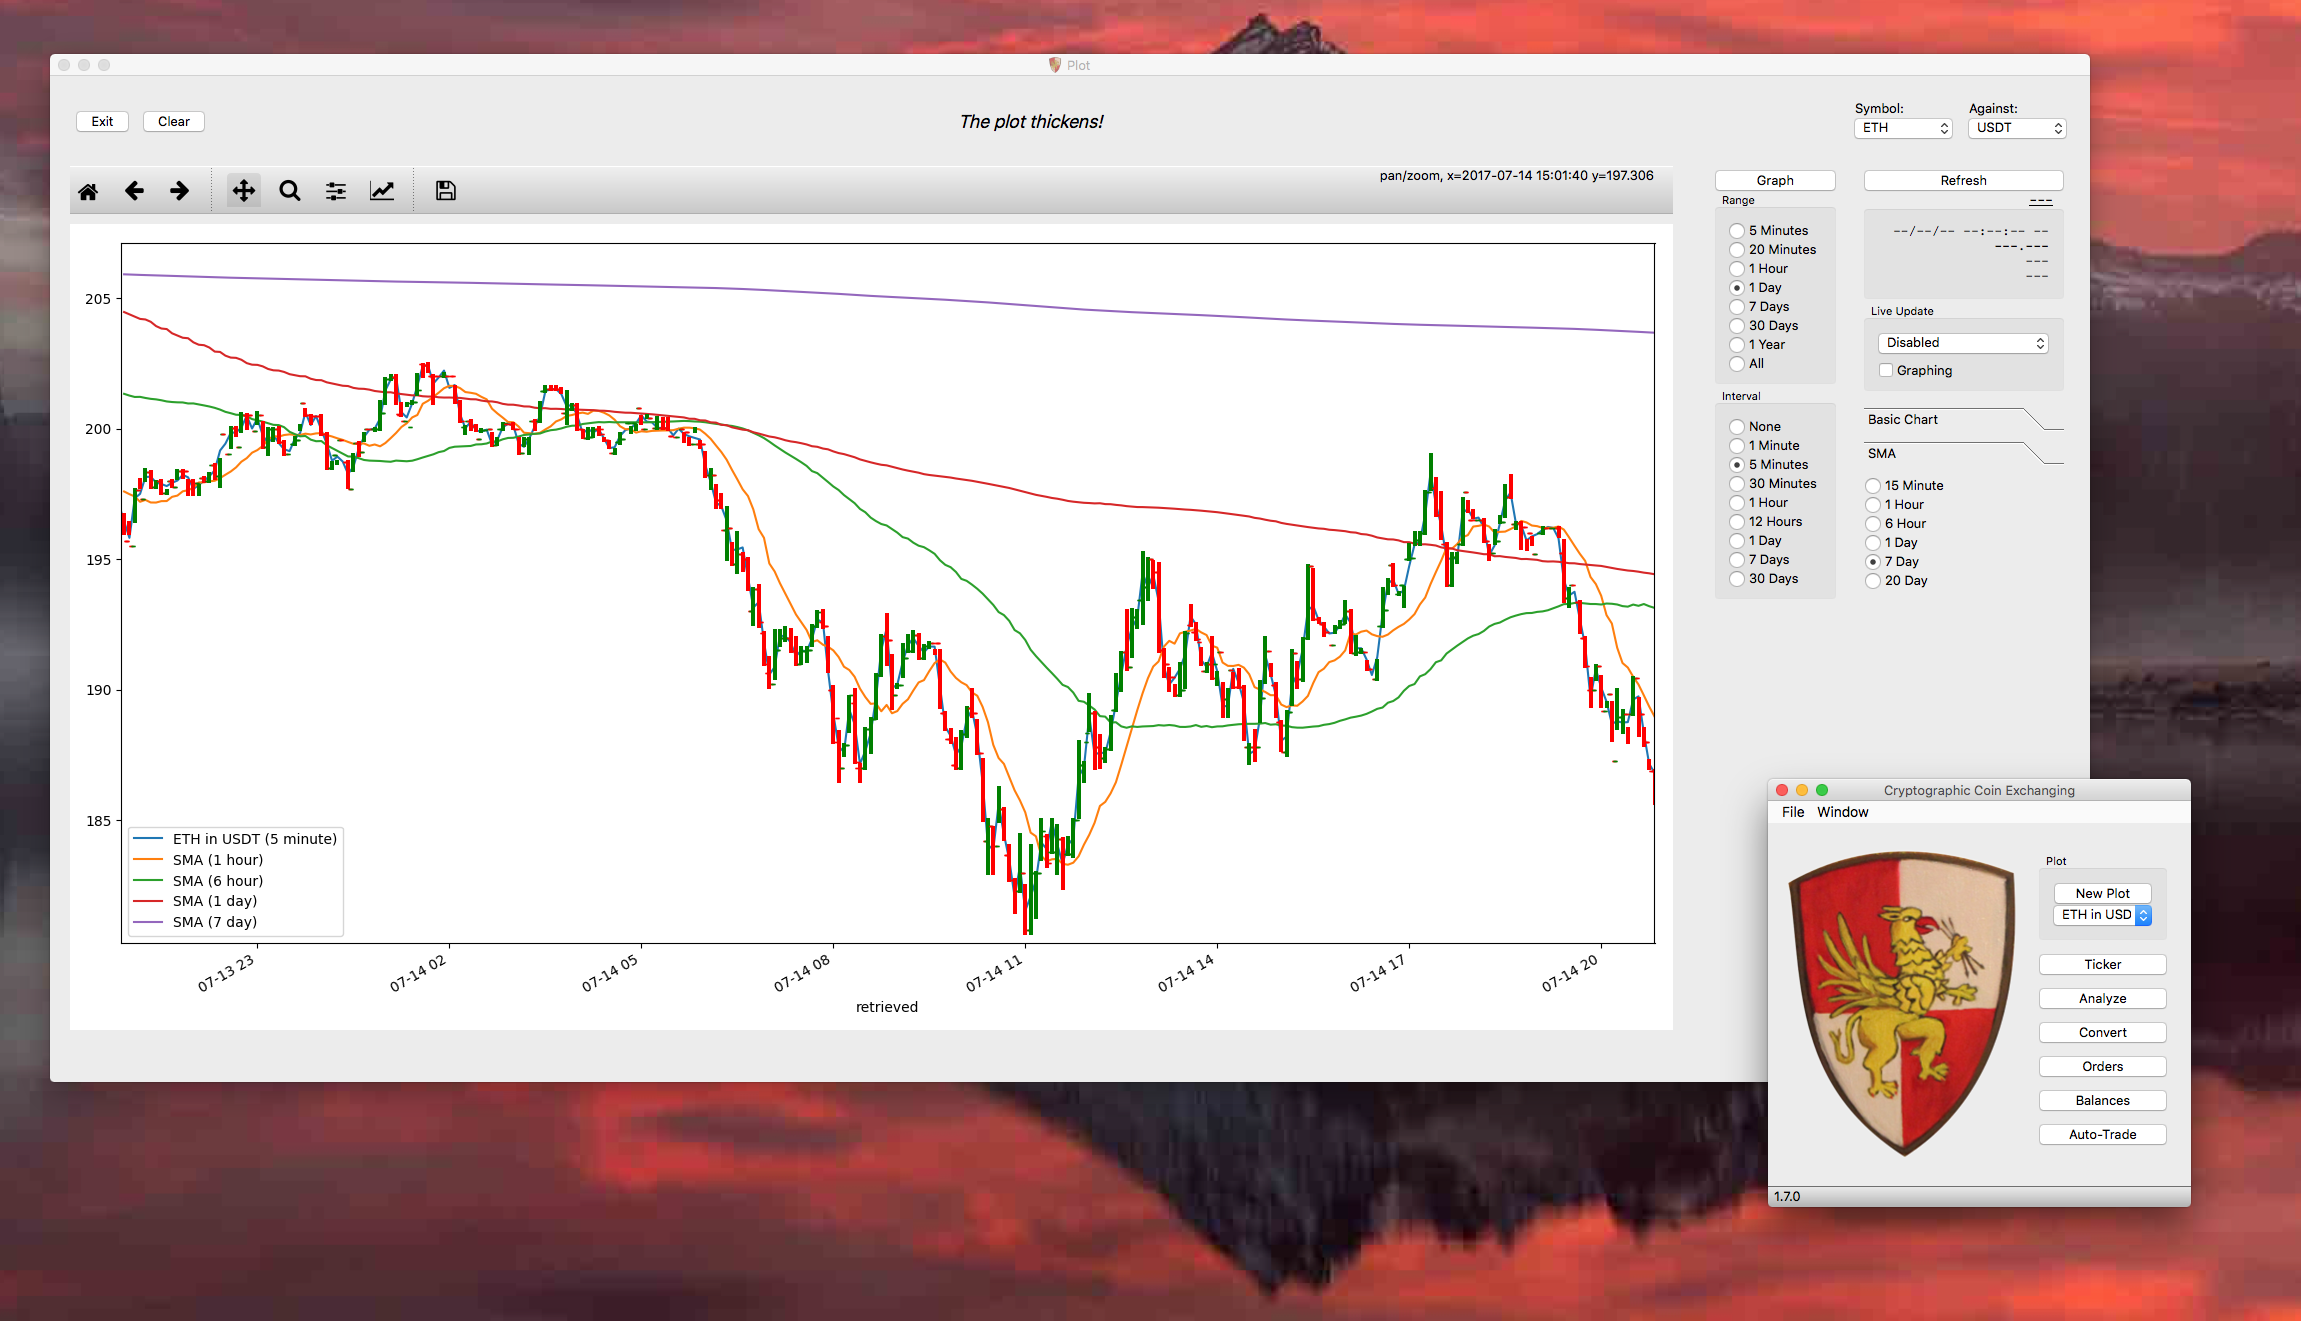 Plot
Exit
Clear
The plot thickens!
Symbol:
Against:
ETH
USDT
pan/zoom, x=2017-07-14 15:01:40 y=197.306
Graph
Refresh
Range
---
5 Minutes
20 Minutes
1 Hour
1 Day
7 Days
30 Days
1 Year
All
--/--/-- --:--:-- --
---.---
---
---
Live Update
Disabled
Graphing
Interval
None
1 Minute
5 Minutes
30 Minutes
1 Hour
12 Hours
1 Day
7 Days
30 Days
Basic Chart
SMA
15 Minute
1 Hour
6 Hour
1 Day
7 Day
20 Day
205
200
195
190
185
ETH in USDT (5 minute)
SMA (1 hour)
SMA (6 hour)
SMA (1 day)
SMA (7 day)
07-13 23
07-14 02
07-14 05
07-14 08
07-14 11
07-14 14
07-14 17
07-14 20
retrieved
Cryptographic Coin Exchanging
File Window
Plot
New Plot
ETH in USD
Ticker
Analyze
Convert
Orders
Balances
Auto-Trade
1.7.0